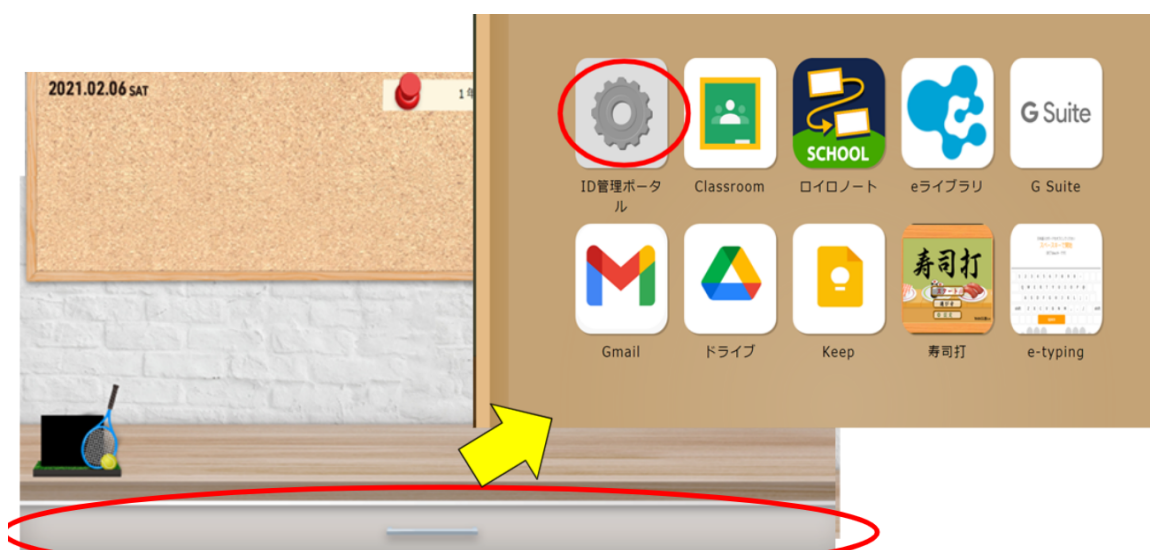 2021.02.06 SAT
1年
SCHOOL
G Suite
ID管理ポータ
ル
Classroom
ロイロノート
eライブラリ
G Suite
寿司打
Gmail
ドライブ
Keep
寿司打
e-typing